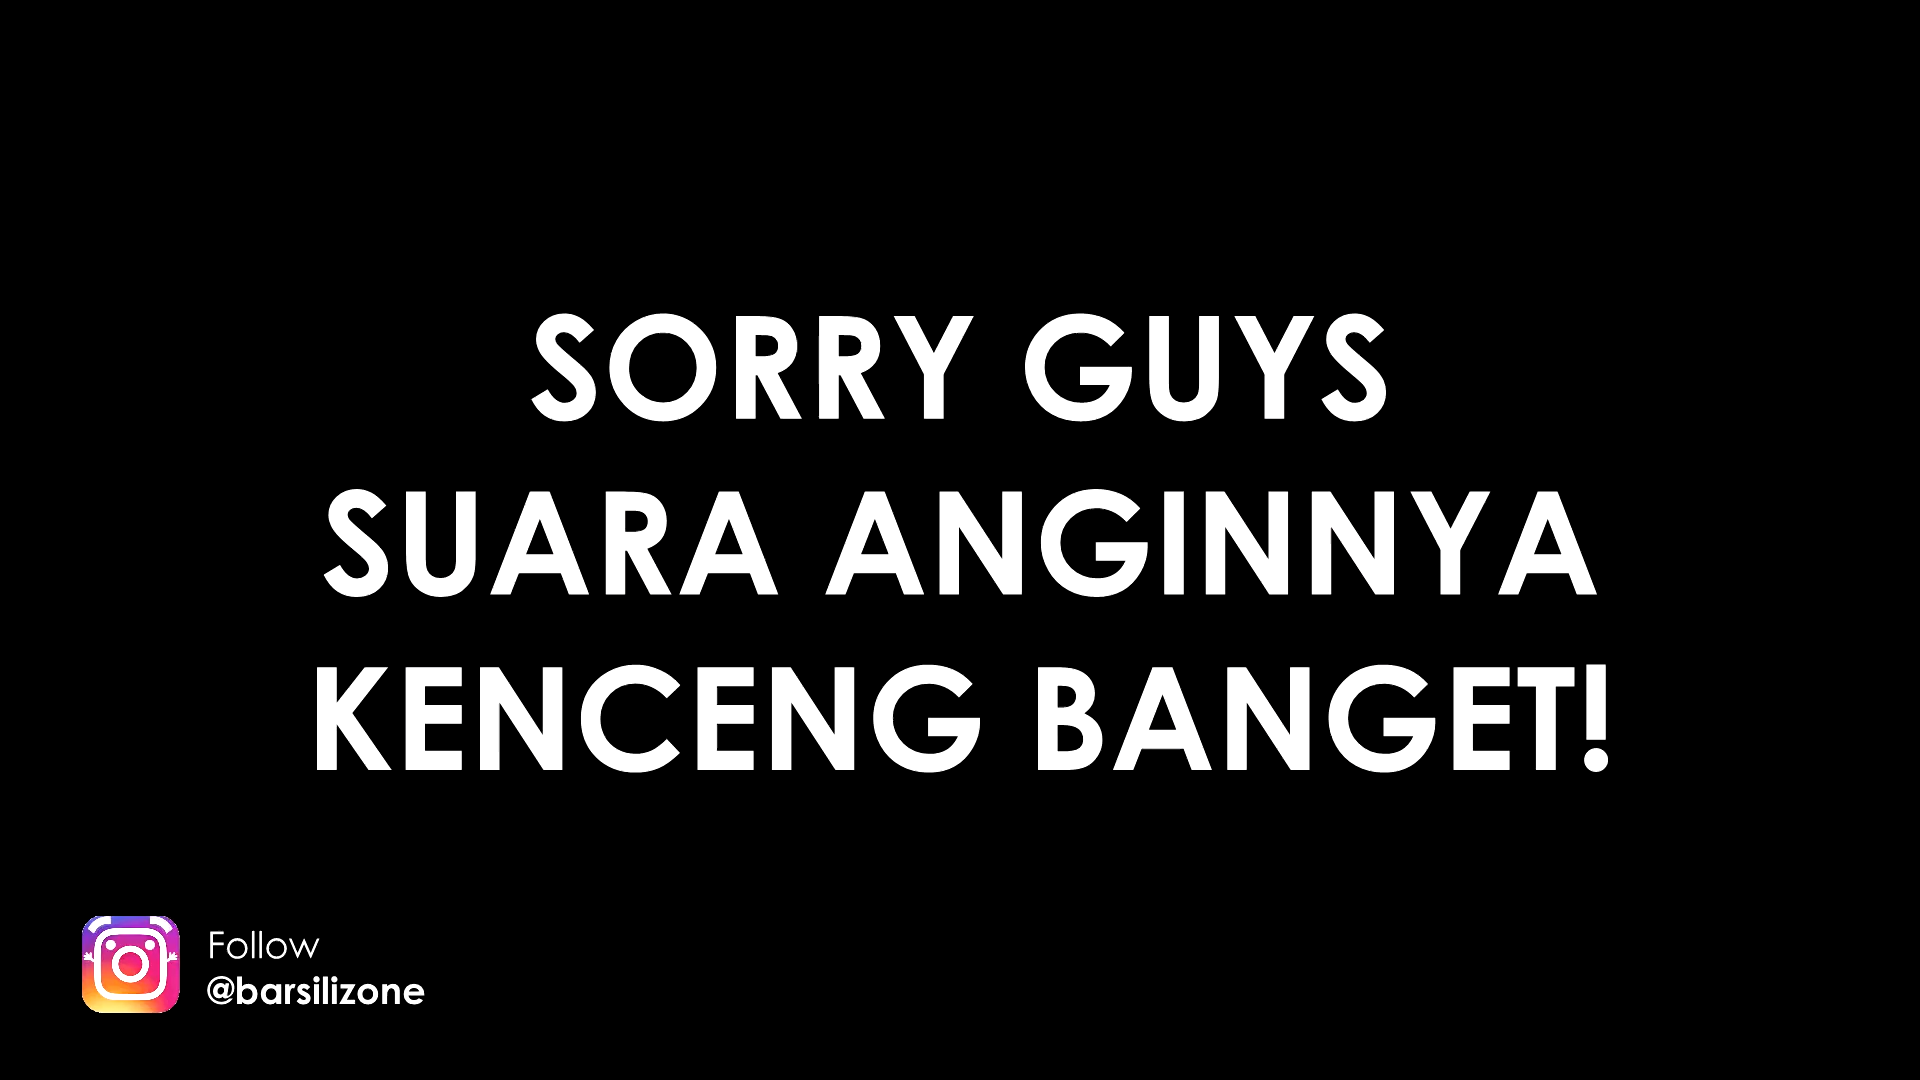 SORRY GUYS
SUARA ANGINNYA
KENCENG BANGET!
Follow
@barsilizone